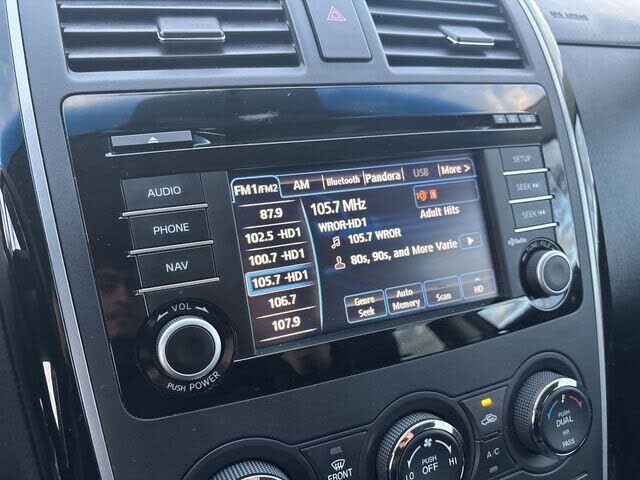 AUDIO
PHONE
NAV
VOL
PUSH POWER
FM1/FM2 AM Bluetooth Pandora USB More >
87.9
102.5 -HD1
100.7 -HD1
105.7 -HD1
106.7
107.9
105.7 MHz
WROR-HD1
Adult Hits
105.7 WROR
80s, 90s, and More Varie
Genre Seek
Auto Memory
Scan
HD
SETUP
SEEK
SEEK
HD Radio
FRONT
LO PUSH OFF HI
A/C
PUSH DUAL
PASS